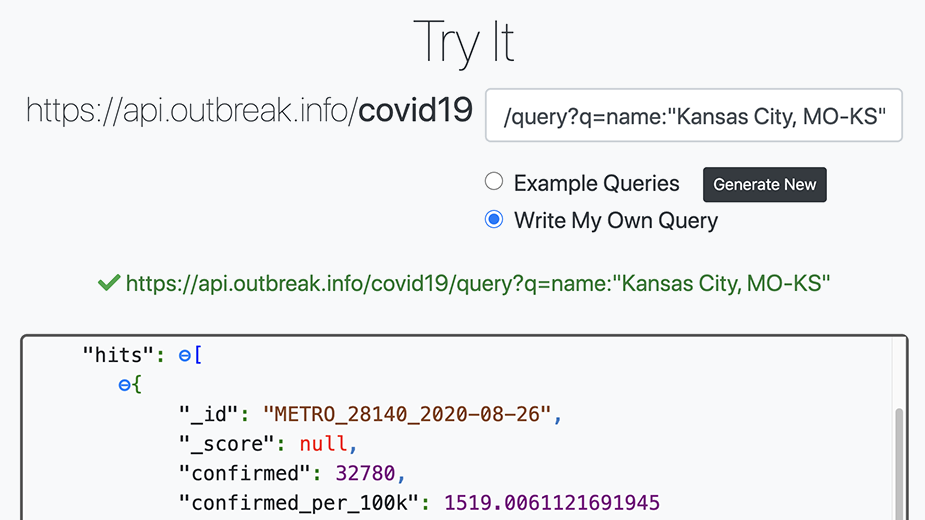 Try It
https://api.outbreak.info/covid19 /query?q=name:"Kansas City, MO-KS"
Example Queries Generate New
Write My Own Query
✔ https://api.outbreak.info/covid19/query?q=name:"Kansas City, MO-KS"
"hits": ⊖[
⊖{
"_id": "METRO_28140_2020-08-26",
"_score": null,
"confirmed": 32780,
"confirmed_per_100k": 1519.0061121691945